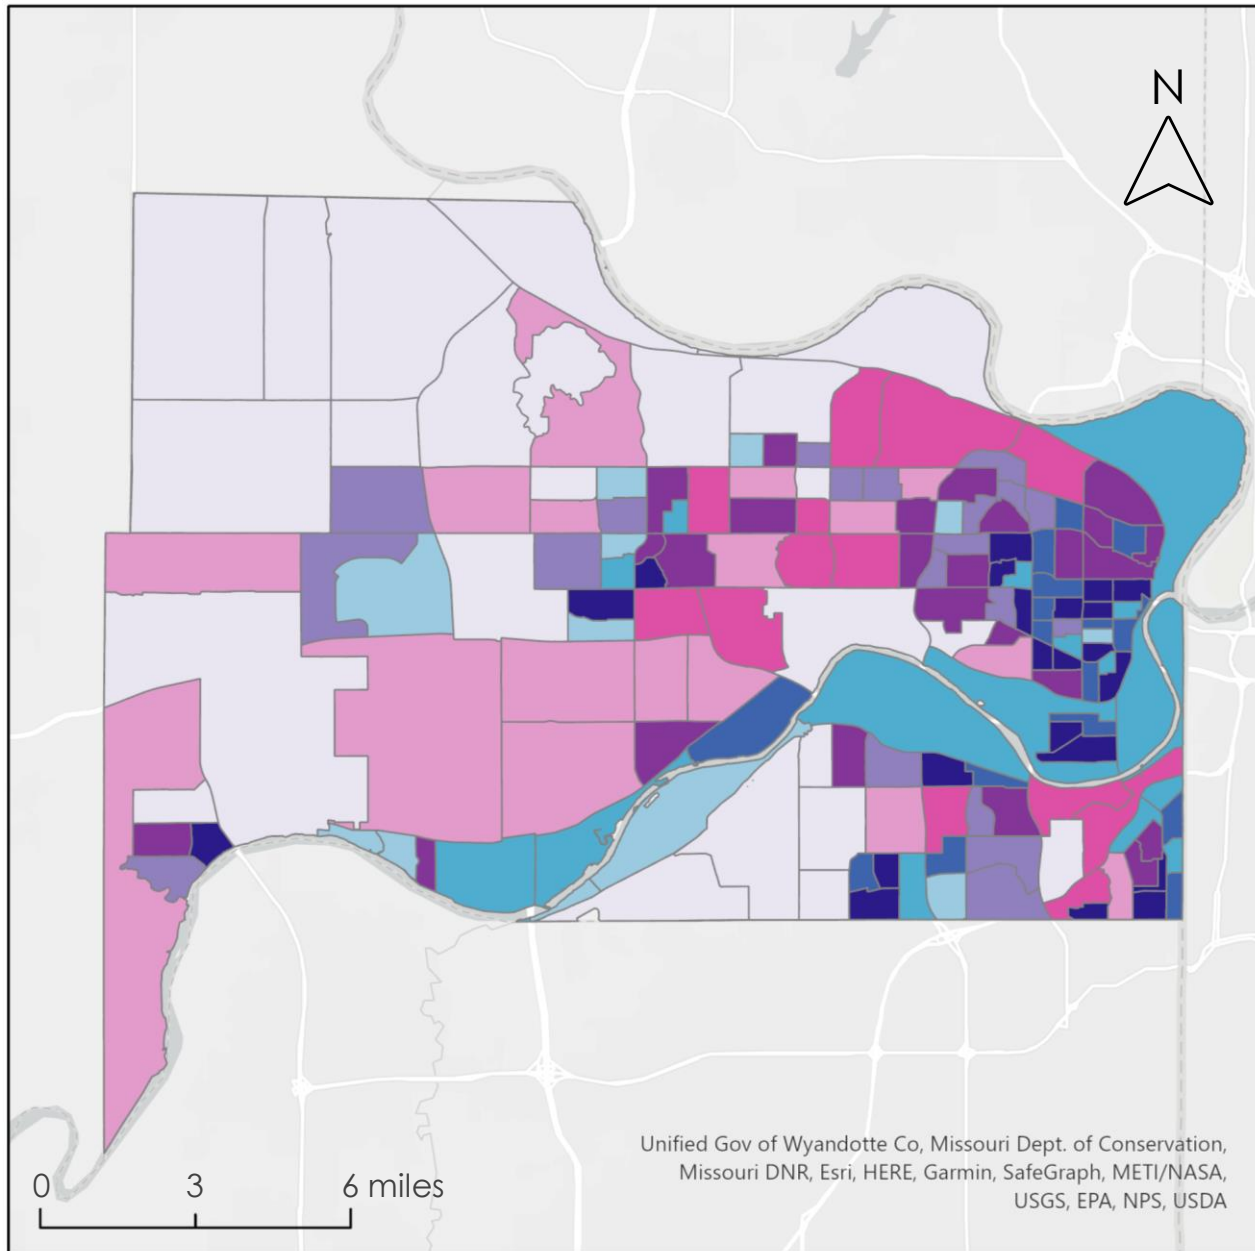 N
Unified Gov of Wyandotte Co, Missouri Dept. of Conservation,
Missouri DNR, Esri, HERE, Garmin, SafeGraph, METI/NASA,
USGS, EPA, NPS, USDA
0 3 6 miles